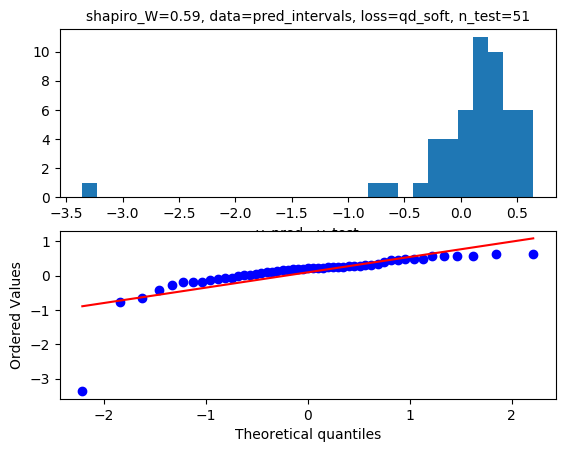 shapiro_W=0.59, data=pred_intervals, loss=qd_soft, n_test=51
10
8
6
4
2
0
−3.5 −3.0 −2.5 −2.0 −1.5 −1.0 −0.5 0.0 0.5
1
0
−1
−2
−3
Ordered Values
−2 −1 0 1 2
Theoretical quantiles